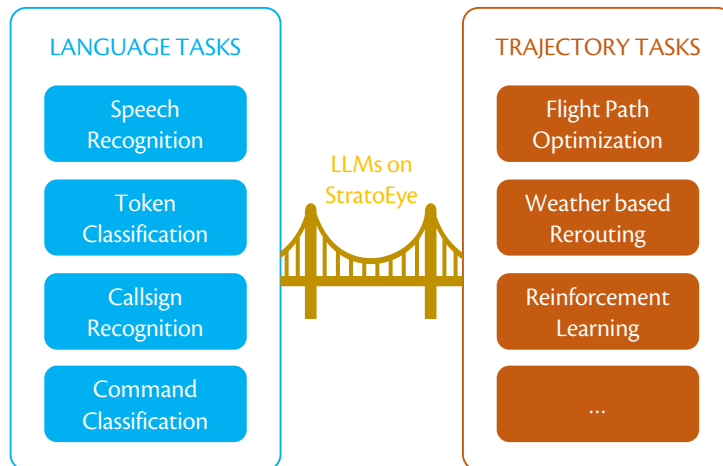 LANGUAGE TASKS
Speech
Recognition
Token
Classification
Callsign
Recognition
Command
Classification
LLMs on
StratoEye
TRAJECTORY TASKS
Flight Path
Optimization
Weather based
Rerouting
Reinforcement
Learning
...